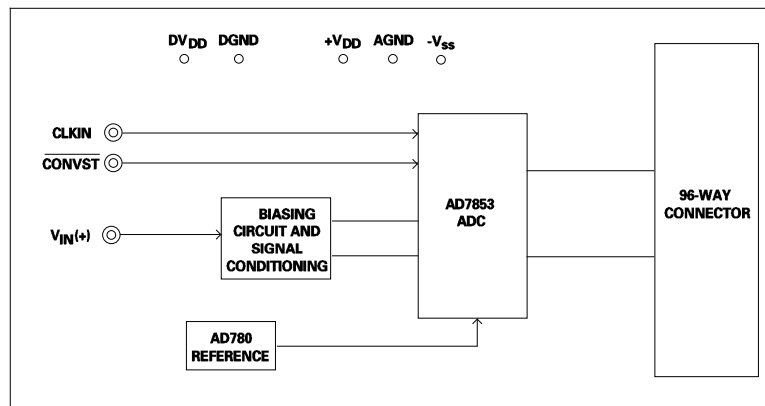 DVDD DGND +VDD AGND -Vss
CLKIN
CONVST
VIN(+)
BIASING
CIRCUIT AND
SIGNAL
CONDITIONING
AD7853
ADC
96-WAY
CONNECTOR
AD780
REFERENCE